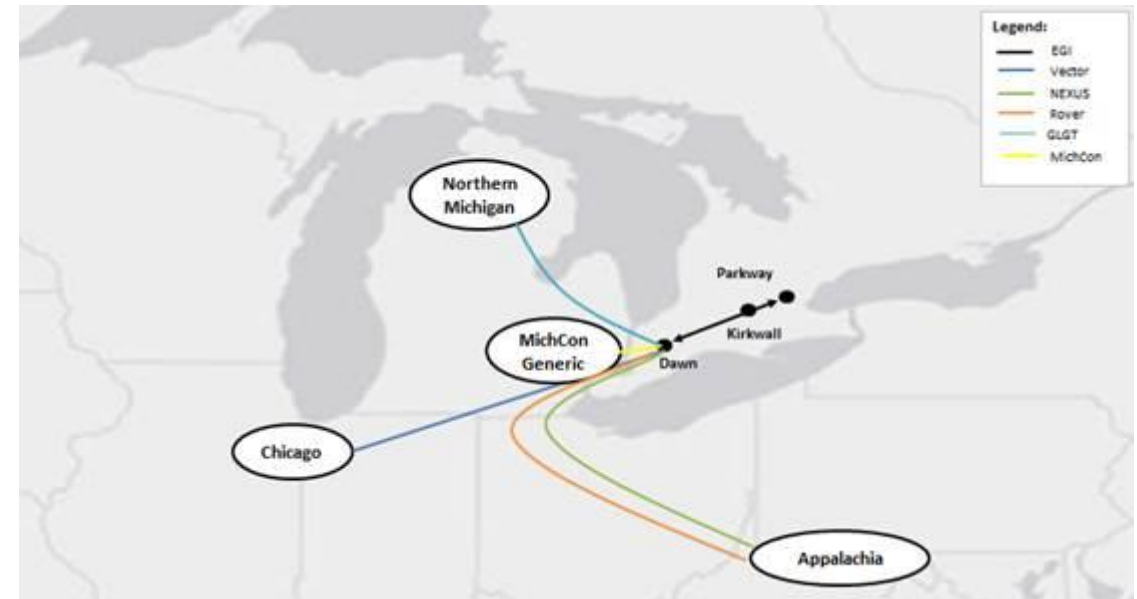 Legend:
EGI
Vector
NEXUS
Rover
GLGT
MichCon
Northern
Michigan
Parkway
Kirkwall
MichCon
Generic
Dawn
Chicago
Appalachia